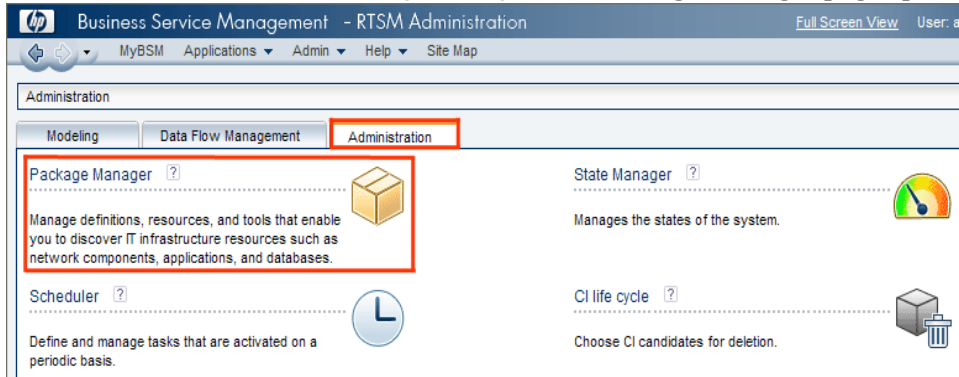 hp Business Service Management - RTSM Administration Full Screen View User: a
MyBSM Applications Admin Help Site Map
Administration
Modeling Data Flow Management Administration
Package Manager ? State Manager ?
Manage definitions, resources, and tools that enable Manages the states of the system.
you to discover IT infrastructure resources such as
network components, applications, and databases.
Scheduler ? CI life cycle ?
Define and manage tasks that are activated on a Choose CI candidates for deletion.
periodic basis.